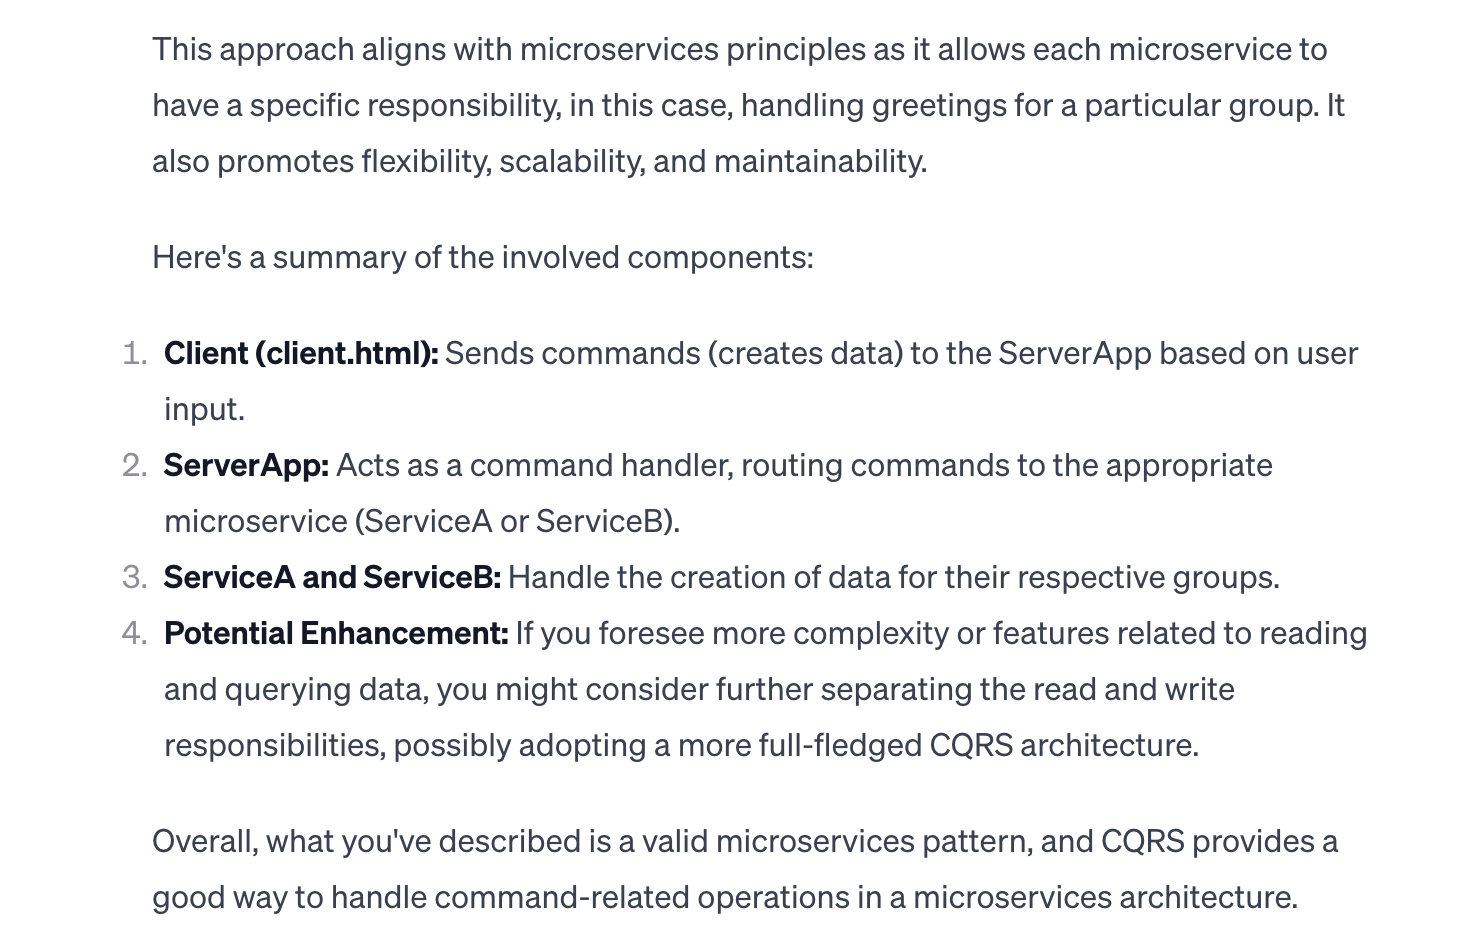 This approach aligns with microservices principles as it allows each microservice to
have a specific responsibility, in this case, handling greetings for a particular group. It
also promotes flexibility, scalability, and maintainability.
Here's a summary of the involved components:
1. Client (client.html): Sends commands (creates data) to the ServerApp based on user
input.
2. ServerApp: Acts as a command handler, routing commands to the appropriate
microservice (ServiceA or ServiceB).
3. ServiceA and ServiceB: Handle the creation of data for their respective groups.
4. Potential Enhancement: If you foresee more complexity or features related to reading
and querying data, you might consider further separating the read and write
responsibilities, possibly adopting a more full-fledged CQRS architecture.
Overall, what you've described is a valid microservices pattern, and CQRS provides a
good way to handle command-related operations in a microservices architecture.